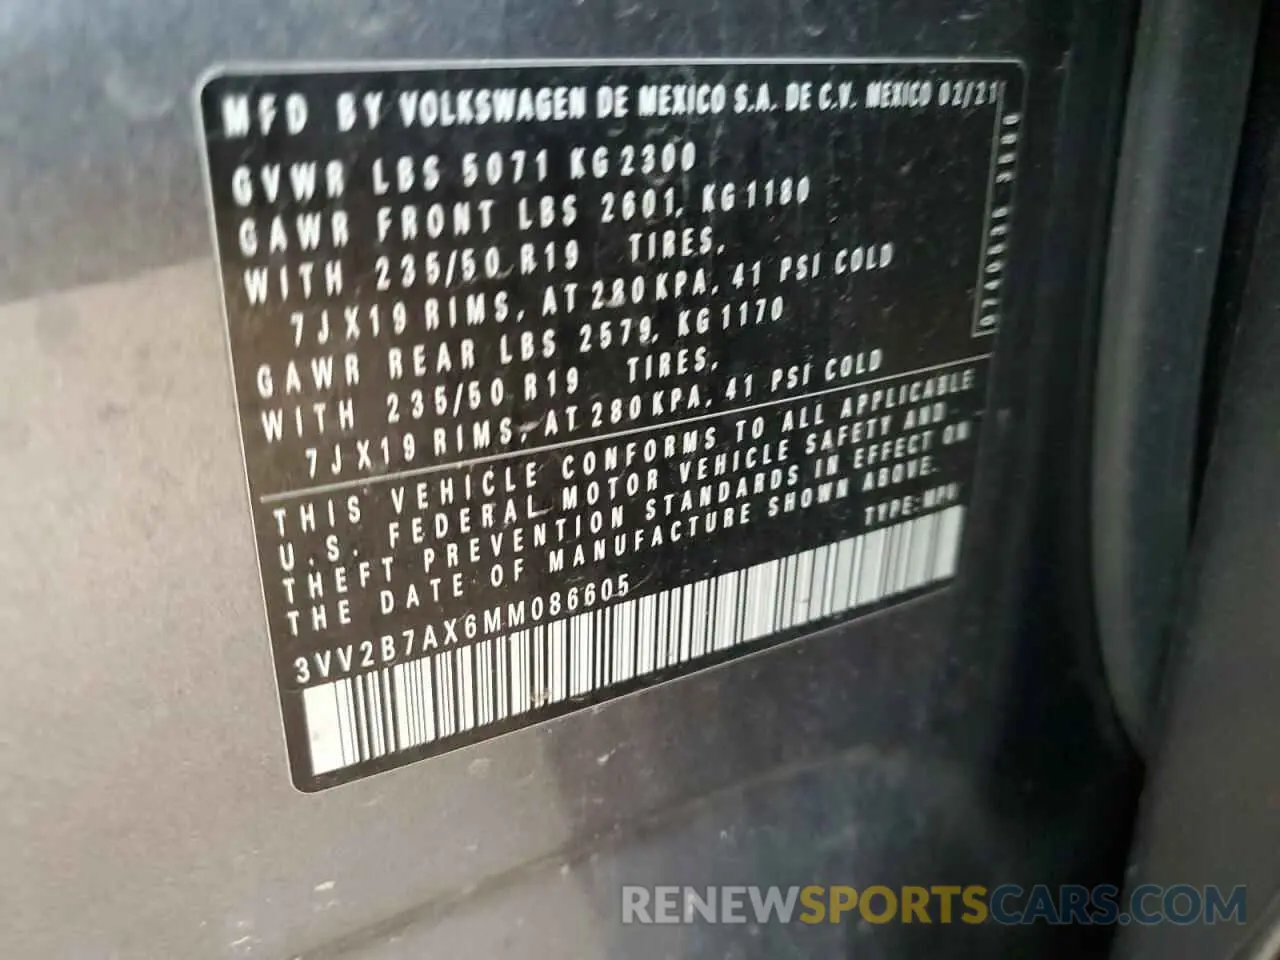 MFD BY VOLKSWAGEN DE MEXICO S.A. DE C.V. MEXICO 02/21
GVWR LBS 5071 KG 2300
GAWR FRONT LBS 2601, KG 1180
WITH 235/50 R19 TIRES,
7JX19 RIMS, AT 280 KPA, 41 PSI COLD
GAWR REAR LBS 2579, KG 1170
WITH 235/50 R19 TIRES,
7JX19 RIMS, AT 280 KPA, 41 PSI COLD
THIS VEHICLE CONFORMS TO ALL APPLICABLE
U.S. FEDERAL MOTOR VEHICLE SAFETY AND
THEFT PREVENTION STANDARDS IN EFFECT ON
THE DATE OF MANUFACTURE SHOWN ABOVE.
TYPE: MPV
3VV2B7AX6MM086605
RENEWSPORTSCARS.COM